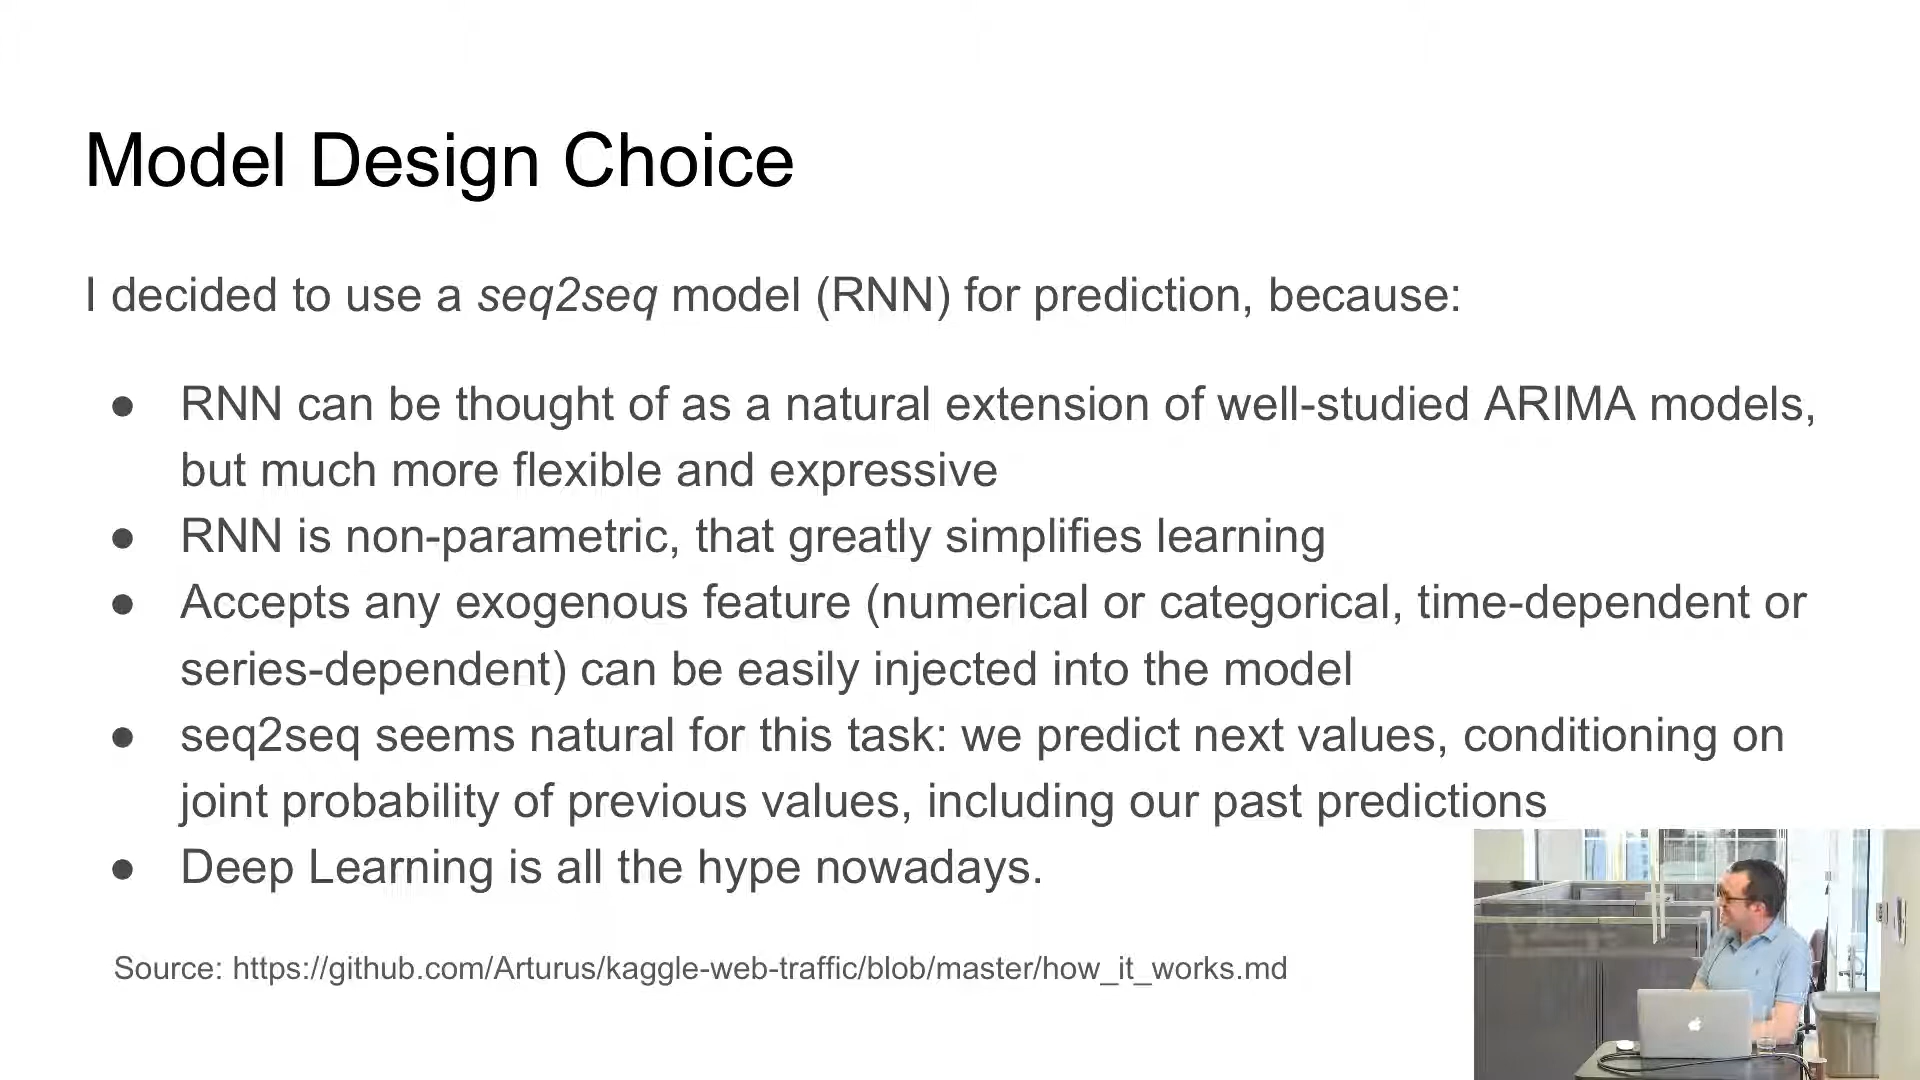 Model Design Choice
I decided to use a seq2seq model (RNN) for prediction, because:
● RNN can be thought of as a natural extension of well-studied ARIMA models,
but much more flexible and expressive
● RNN is non-parametric, that greatly simplifies learning
● Accepts any exogenous feature (numerical or categorical, time-dependent or
series-dependent) can be easily injected into the model
● seq2seq seems natural for this task: we predict next values, conditioning on
joint probability of previous values, including our past predictions
● Deep Learning is all the hype nowadays.
Source: https://github.com/Arturus/kaggle-web-traffic/blob/master/how_it_works.md